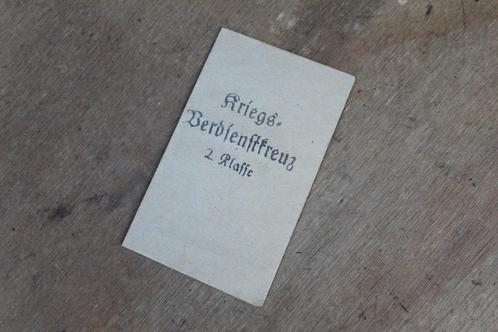 Kriegs-
Verdienſtkreuz
2. Klaſſe